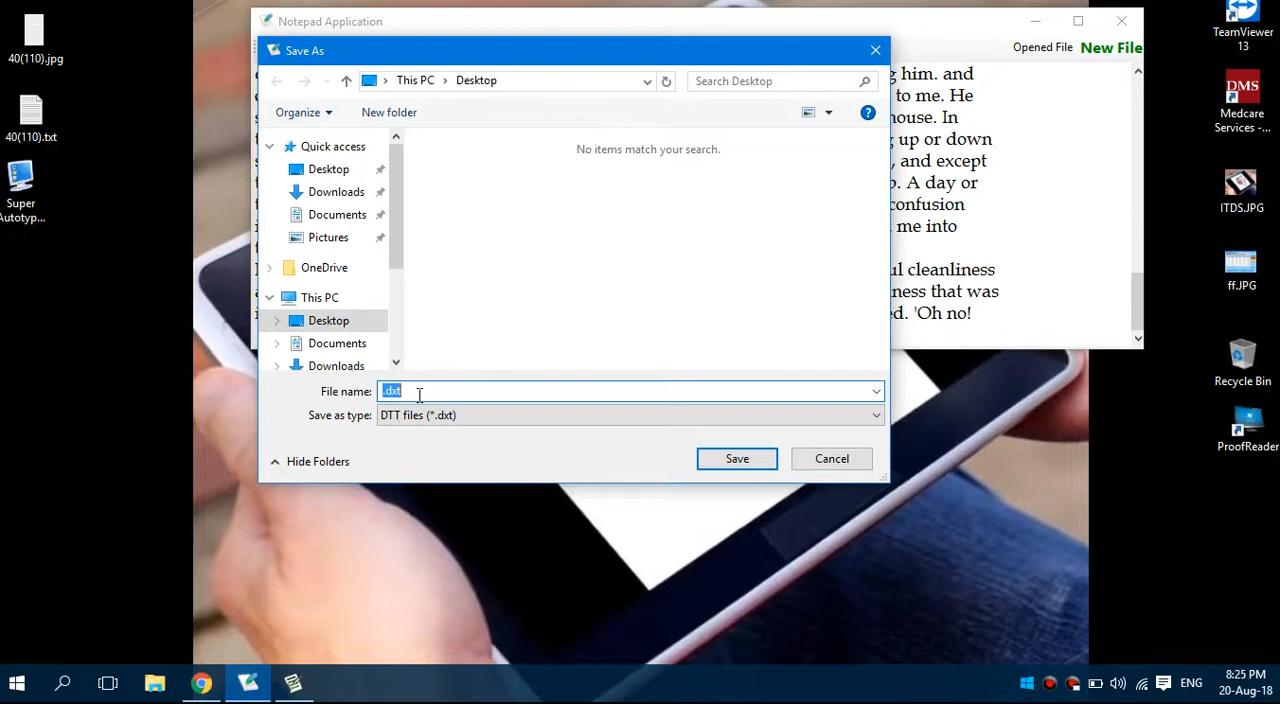 40(110).jpg
40(110).txt
Super
Autotyp...
Notepad Application
Opened File New File
Save As
This PC
Desktop
Search Desktop
Organize
New folder
Quick access
Desktop
Downloads
Documents
Pictures
OneDrive
This PC
Desktop
Documents
Downloads
No items match your search.
File name: .dxt
Save as type: DTT files (*.dxt)
Hide Folders
Save
Cancel
him. and
to me. He
house. In
up or down
, and except
. A day or
confusion
me into
cleanliness
was
ed. 'Oh no!
TeamViewer
13
DMS
Medcare
Services -...
ITDS.JPG
ff.JPG
Recycle Bin
ProofReader
ENG
8:25 PM
20-Aug-18